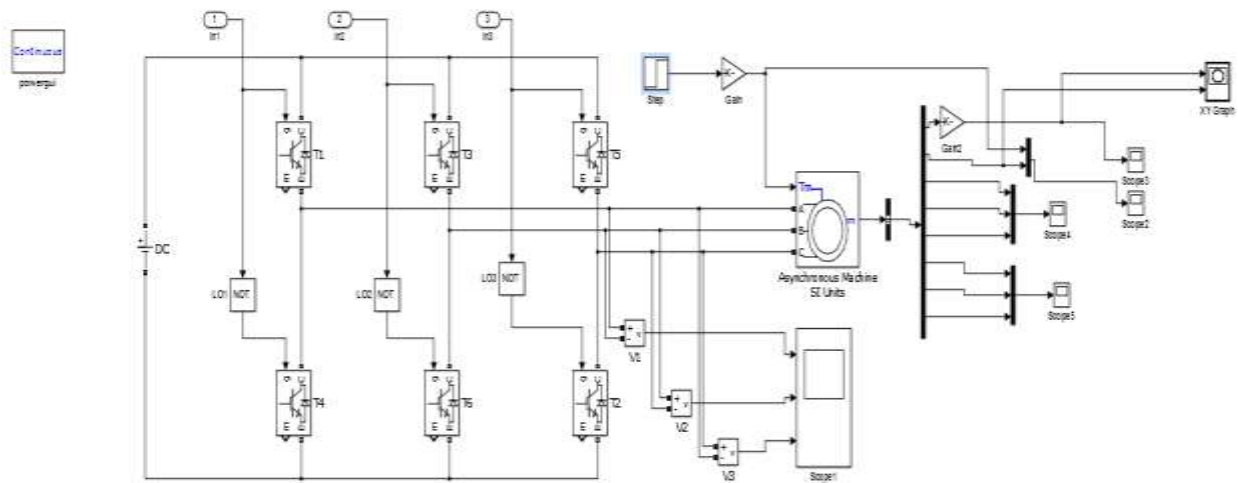 1
2
3
In1
In2
In3
Continuous
powergui
Step
K-
Gain
XY Graph
g
C
E
T1
g
C
E
T3
g
C
E
T5
K-
Gain2
Scope3
Scope2
Scope4
Scope5
Tm
A
B
C
m
Asynchronous Machine
SI Units
+
DC
LO1
NOT
LO2
NOT
LO3
NOT
+
-
v
V1
+
-
v
V2
+
-
v
V3
Scope1
g
C
E
T4
g
C
E
T6
g
C
E
T2